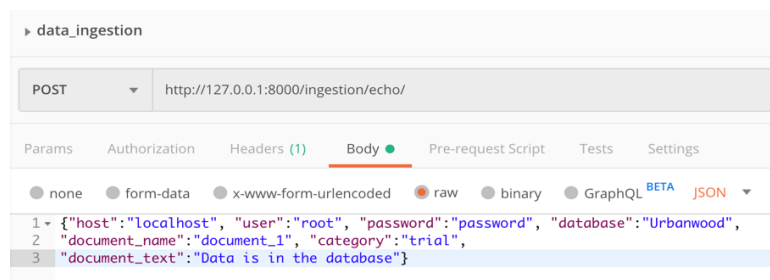 data_ingestion
POST http://127.0.0.1:8000/ingestion/echo/
Params Authorization Headers (1) Body Pre-request Script Tests Settings
none form-data x-www-form-urlencoded raw binary GraphQL BETA JSON
1 {"host":"localhost", "user":"root", "password":"password", "database":"Urbanwood",
2 "document_name":"document_1", "category":"trial",
3 "document_text":"Data is in the database"}